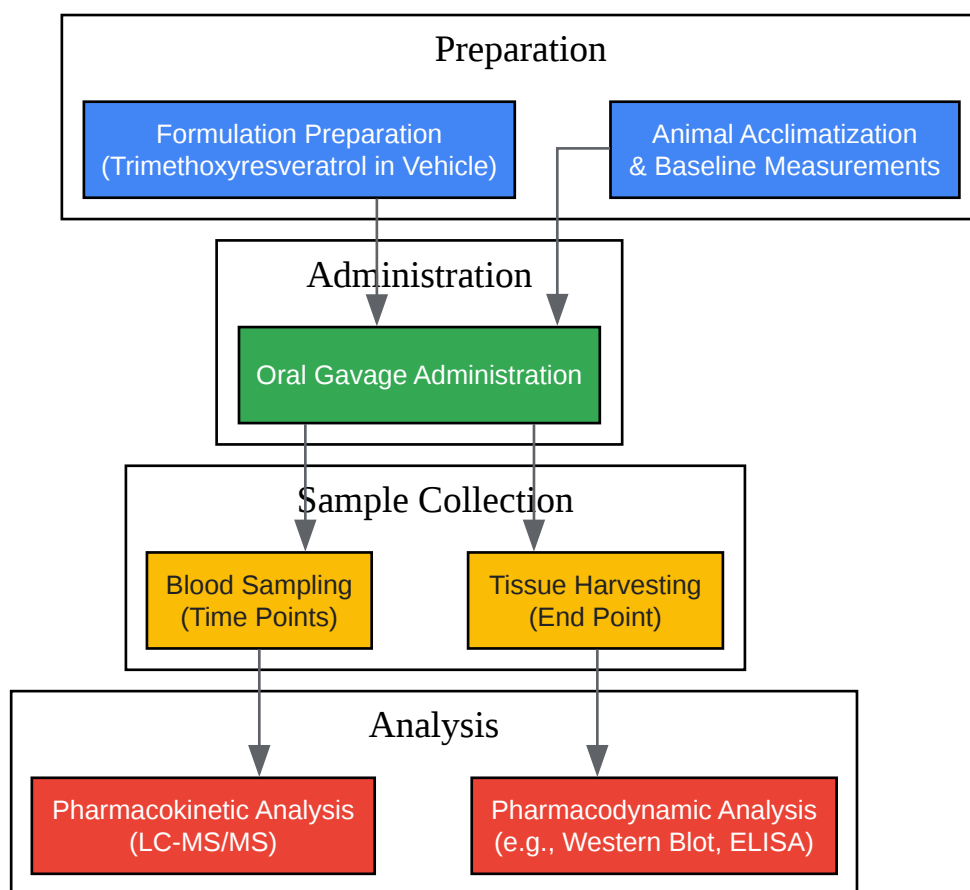 Preparation
Formulation Preparation
(Trimethoxyresveratrol in Vehicle)
Animal Acclimatization
& Baseline Measurements
Administration
Oral Gavage Administration
Sample Collection
Blood Sampling
(Time Points)
Tissue Harvesting
(End Point)
Analysis
Pharmacokinetic Analysis
(LC-MS/MS)
Pharmacodynamic Analysis
(e.g., Western Blot, ELISA)